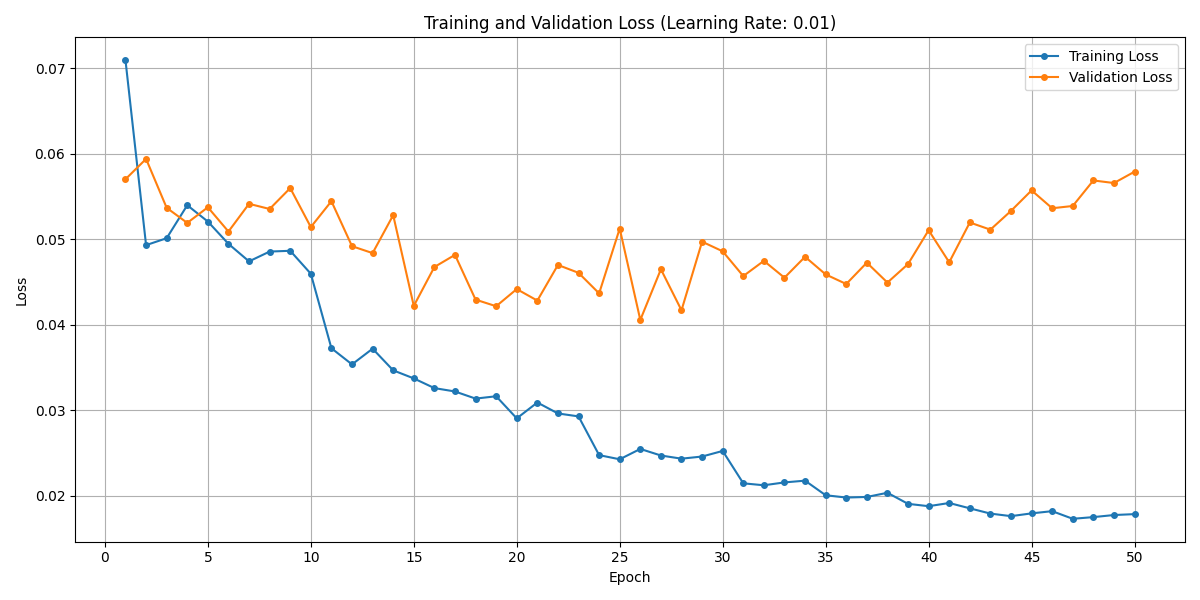 Training and Validation Loss (Learning Rate: 0.01)
Training Loss
Validation Loss
Loss
0.07
0.06
0.05
0.04
0.03
0.02
0 5 10 15 20 25 30 35 40 45 50
Epoch